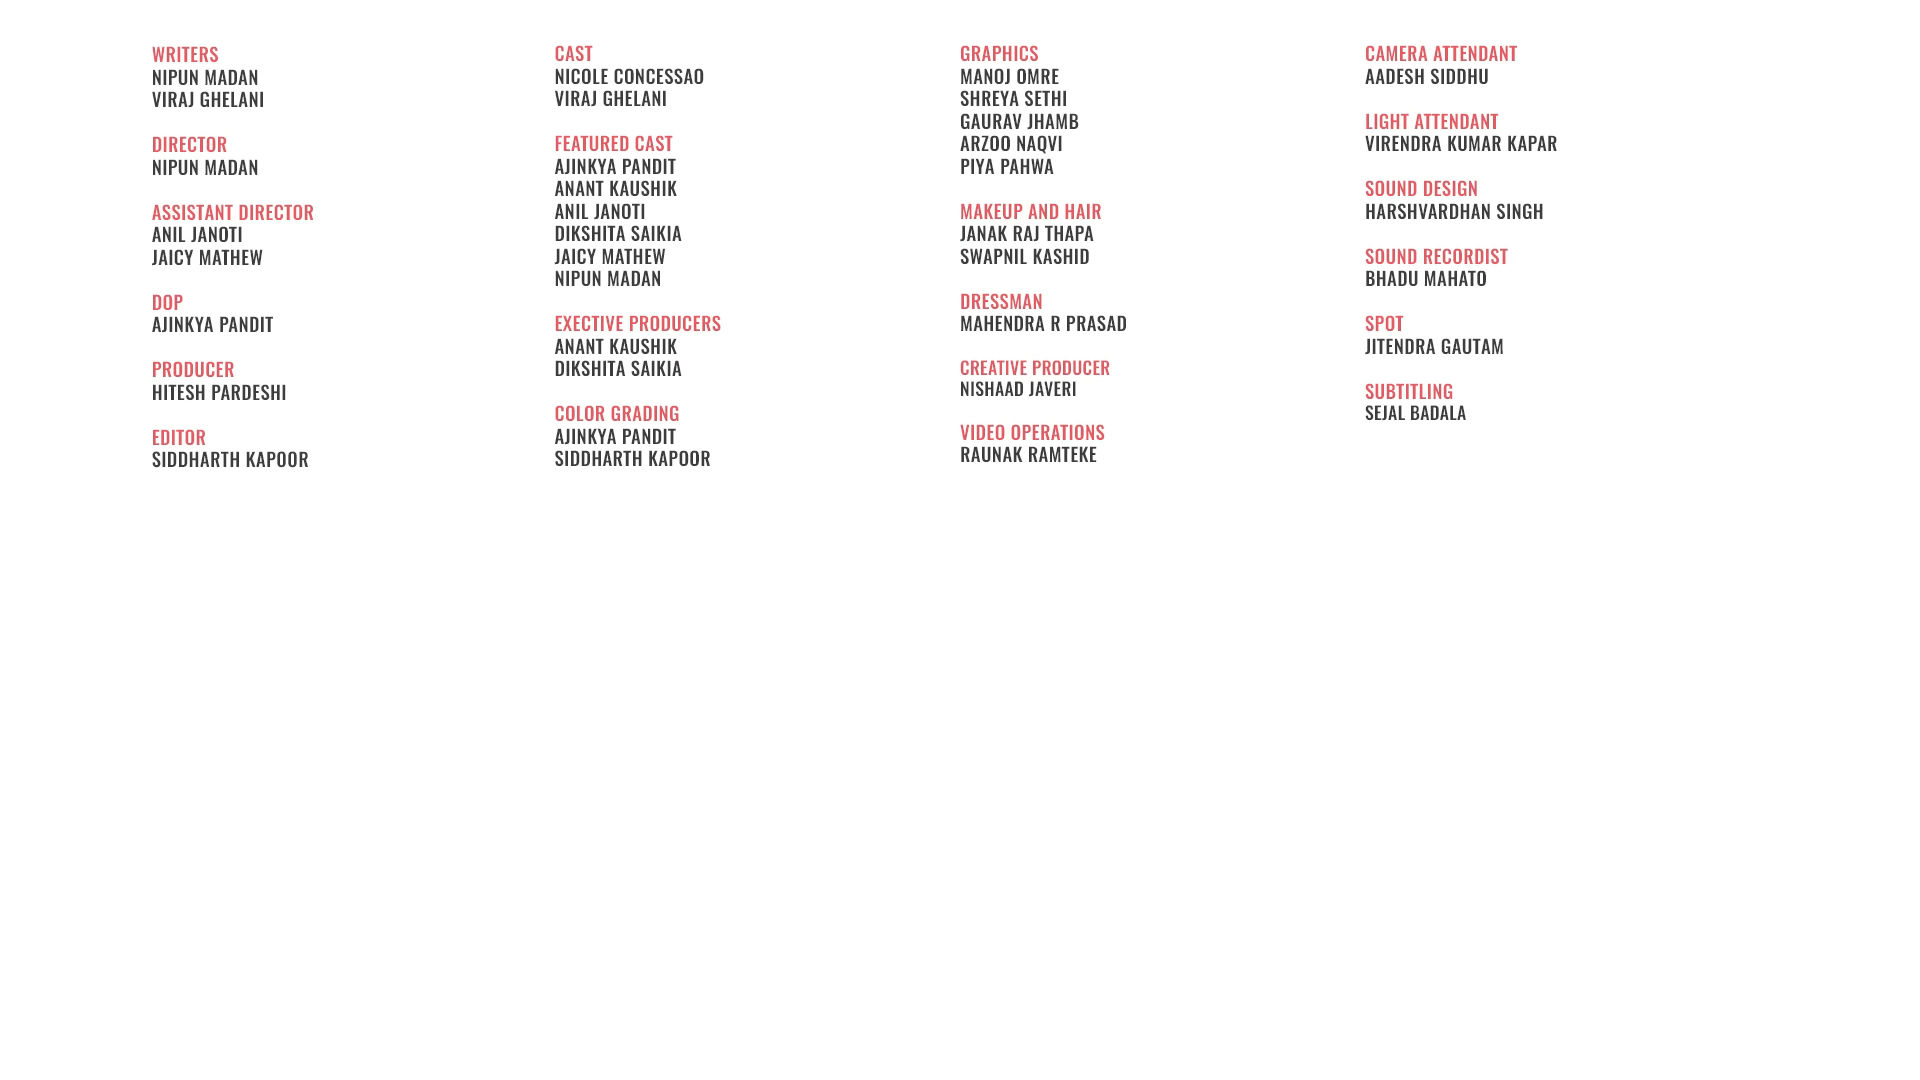 WRITERS
NIPUN MADAN
VIRAJ GHELANI
DIRECTOR
NIPUN MADAN
ASSISTANT DIRECTOR
ANIL JANOTI
JAICY MATHEW
DOP
AJINKYA PANDIT
PRODUCER
HITESH PARDESHI
EDITOR
SIDDHARTH KAPOOR
CAST
NICOLE CONCESSAO
VIRAJ GHELANI
FEATURED CAST
AJINKYA PANDIT
ANANT KAUSHIK
ANIL JANOTI
DIKSHITA SAIKIA
JAICY MATHEW
NIPUN MADAN
EXECTIVE PRODUCERS
ANANT KAUSHIK
DIKSHITA SAIKIA
COLOR GRADING
AJINKYA PANDIT
SIDDHARTH KAPOOR
GRAPHICS
MANOJ OMRE
SHREYA SETHI
GAURAV JHAMB
ARZOO NAQVI
PIYA PAHWA
MAKEUP AND HAIR
JANAK RAJ THAPA
SWAPNIL KASHID
DRESSMAN
MAHENDRA R PRASAD
CREATIVE PRODUCER
NISHAAD JAVERI
VIDEO OPERATIONS
RAUNAK RAMTEKE
CAMERA ATTENDANT
AADESH SIDDHU
LIGHT ATTENDANT
VIRENDRA KUMAR KAPAR
SOUND DESIGN
HARSHVARDHAN SINGH
SOUND RECORDIST
BHADU MAHATO
SPOT
JITENDRA GAUTAM
SUBTITLING
SEJAL BADALA